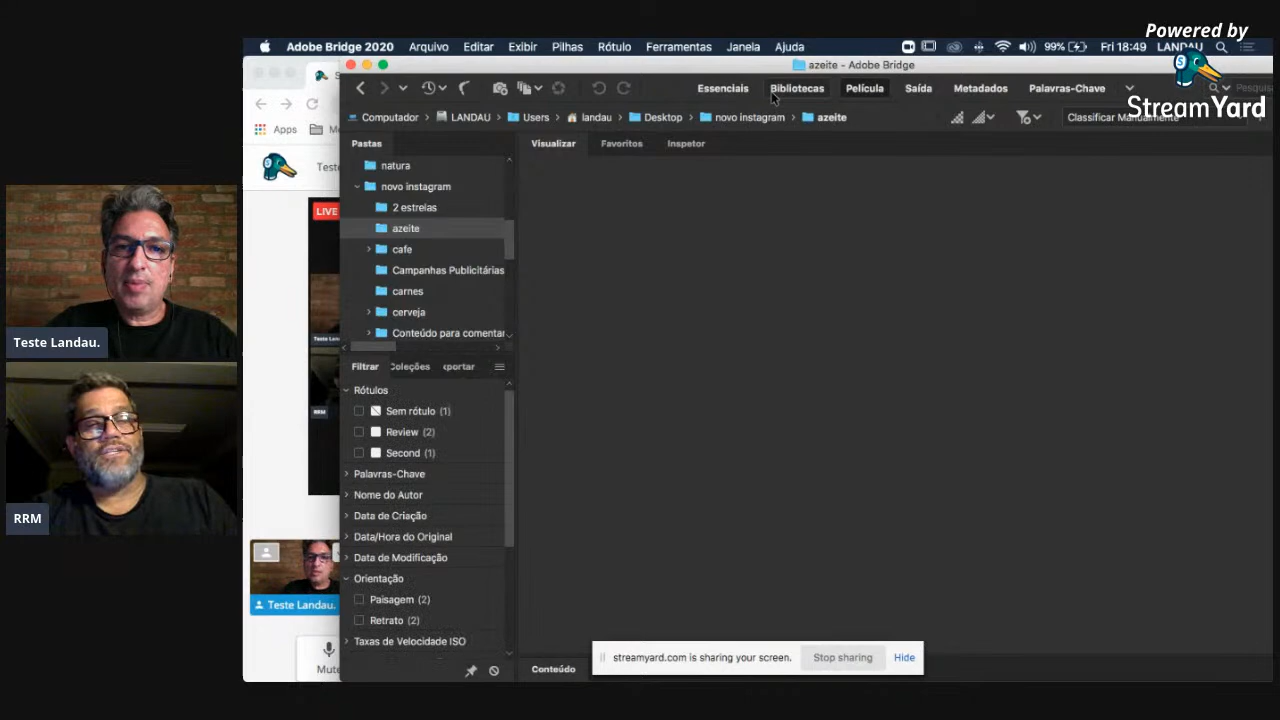 Powered by
StreamYard
Adobe Bridge 2020 Arquivo Editar Exibir Pilhas Rótulo Ferramentas Janela Ajuda 99% Fri 18:49 LANDAU
azeite - Adobe Bridge
Essenciais Bibliotecas Película Saída Metadados Palavras-Chave
Computador LANDAU Users landau Desktop novo instagram azeite Classificar Manualmente
Apps
Pastas
Visualizar Favoritos Inspetor
natura
novo instagram
2 estrelas
azeite
cafe
Campanhas Publicitárias
carnes
cerveja
Conteúdo para comentar
Filtrar Coleções xportar
Rótulos
Sem rótulo (1)
Review (2)
Second (1)
Palavras-Chave
Nome do Autor
Data de Criação
Data/Hora do Original
Data de Modificação
Orientação
Paisagem (2)
Retrato (2)
Taxas de Velocidade ISO
Conteúdo
streamyard.com is sharing your screen. Stop sharing Hide
LIVE
RRM
Teste Landau.
Mute
Teste Landau.
RRM